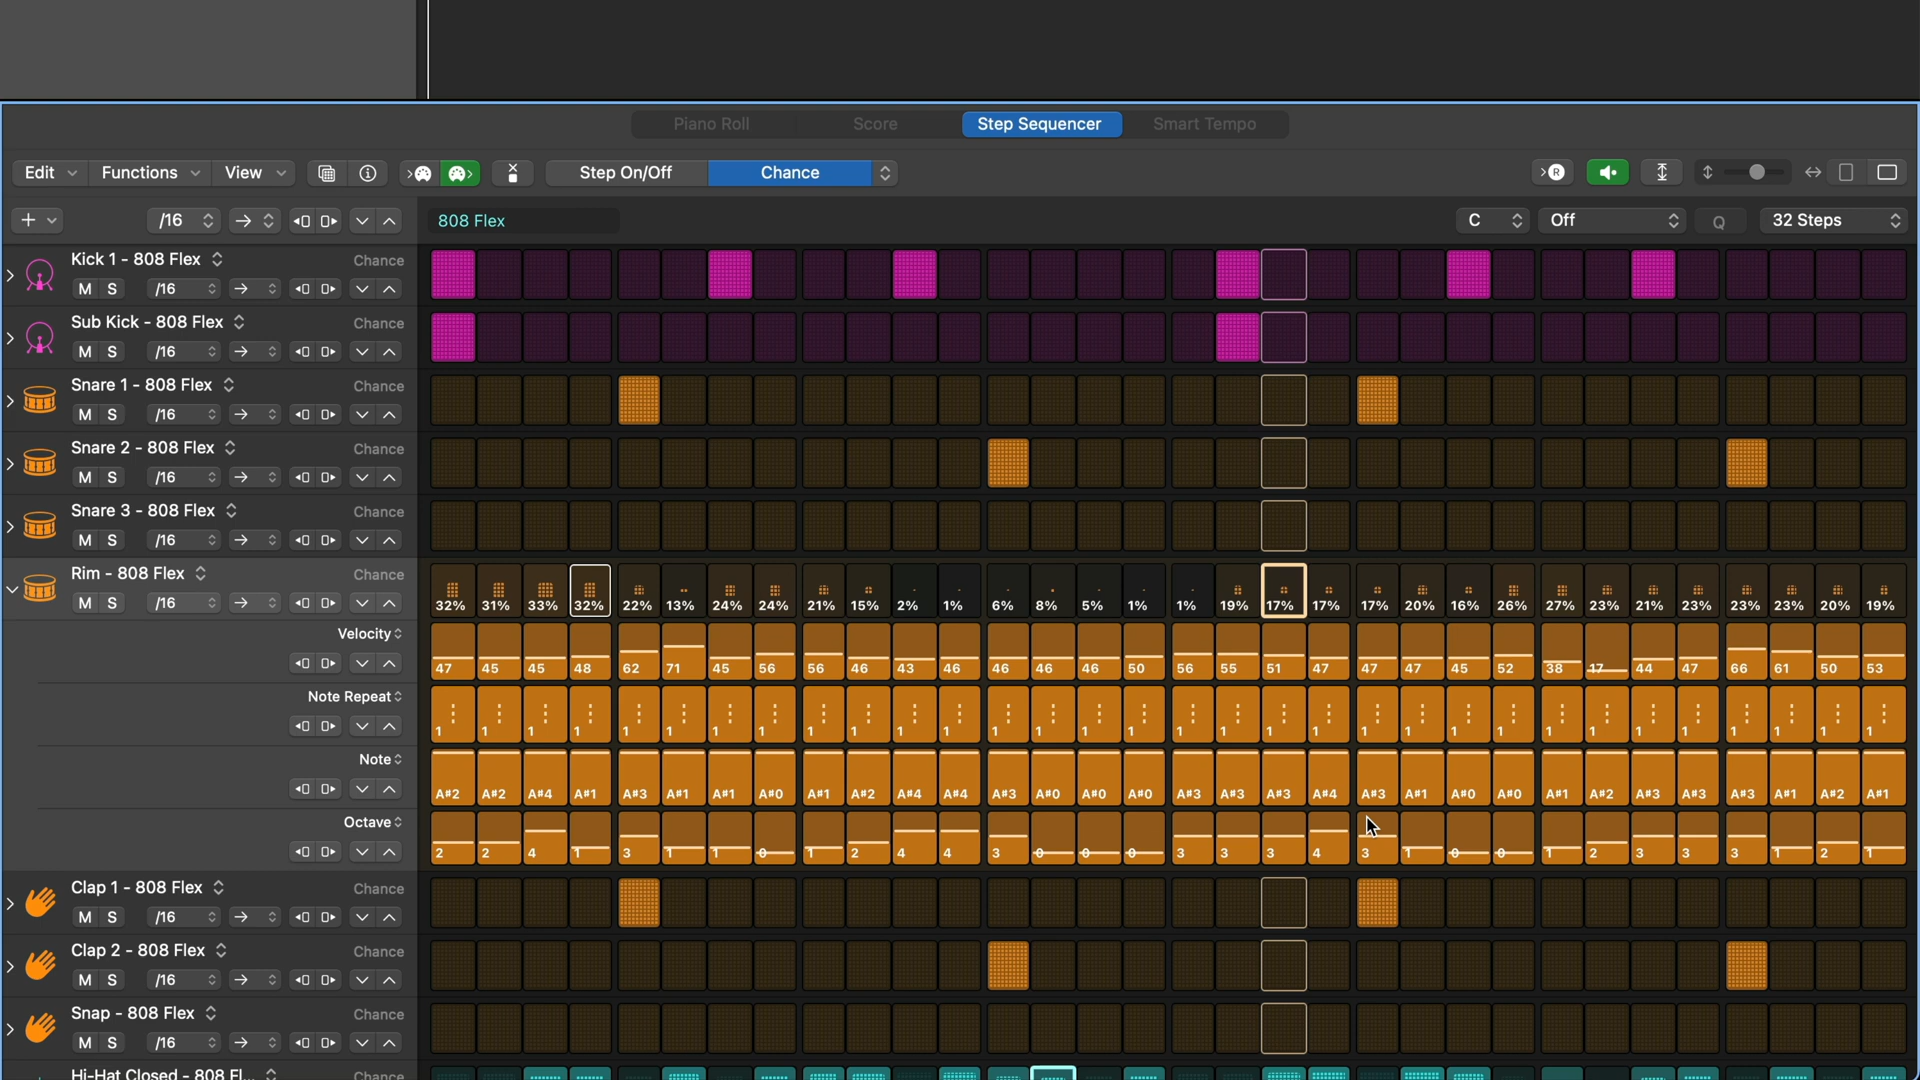 Piano Roll Score Step Sequencer Smart Tempo
Edit Functions View Step On/Off Chance
/16 808 Flex C Off Q 32 Steps
Kick 1 - 808 Flex Chance
M S /16
Sub Kick - 808 Flex Chance
M S /16
Snare 1 - 808 Flex Chance
M S /16
Snare 2 - 808 Flex Chance
M S /16
Snare 3 - 808 Flex Chance
M S /16
Rim - 808 Flex Chance
M S /16
32% 31% 33% 32% 22% 13% 24% 24% 21% 15% 2% 1% 6% 8% 5% 1% 1% 19% 17% 17% 17% 20% 16% 26% 27% 23% 21% 23% 23% 23% 20% 19%
Velocity
47 45 45 48 62 71 45 56 56 46 43 46 46 46 46 50 56 55 51 47 47 47 45 52 38 17 44 47 66 61 50 53
Note Repeat
1 1 1 1 1 1 1 1 1 1 1 1 1 1 1 1 1 1 1 1 1 1 1 1 1 1 1 1 1 1 1 1
Note
A#2 A#2 A#4 A#1 A#3 A#1 A#1 A#0 A#1 A#2 A#4 A#4 A#3 A#0 A#0 A#0 A#3 A#3 A#3 A#4 A#3 A#1 A#0 A#0 A#1 A#2 A#3 A#3 A#3 A#1 A#2 A#1
Octave
2 2 4 1 3 1 1 0 1 2 4 4 3 0 0 0 3 3 3 4 3 1 0 0 1 2 3 3 3 1 2 1
Clap 1 - 808 Flex Chance
M S /16
Clap 2 - 808 Flex Chance
M S /16
Snap - 808 Flex Chance
M S /16
Hi-Hat Closed - 808 Fl... Chance